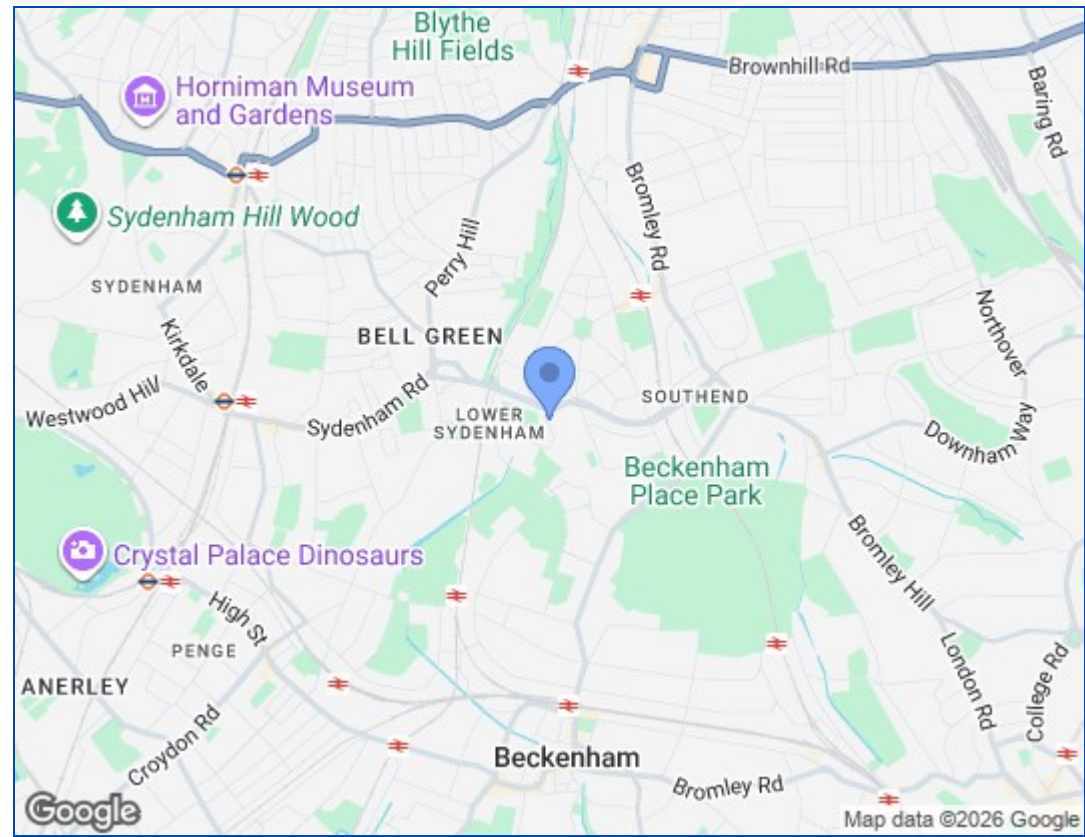 Blythe
Hill Fields
Brownhill Rd
Baring Rd
Horniman Museum
and Gardens
Sydenham Hill Wood
Bromley Rd
Perry Hill
SYDENHAM
Kirkdale
BELL GREEN
Northover
Westwood Hill
Sydenham Rd
LOWER
SYDENHAM
SOUTHEND
Downham Way
Beckenham
Place Park
Crystal Palace Dinosaurs
Bromley Hill
High St
PENGE
London Rd
College Rd
ANERLEY
Croydon Rd
Beckenham
Bromley Rd
Google
Map data ©2026 Google